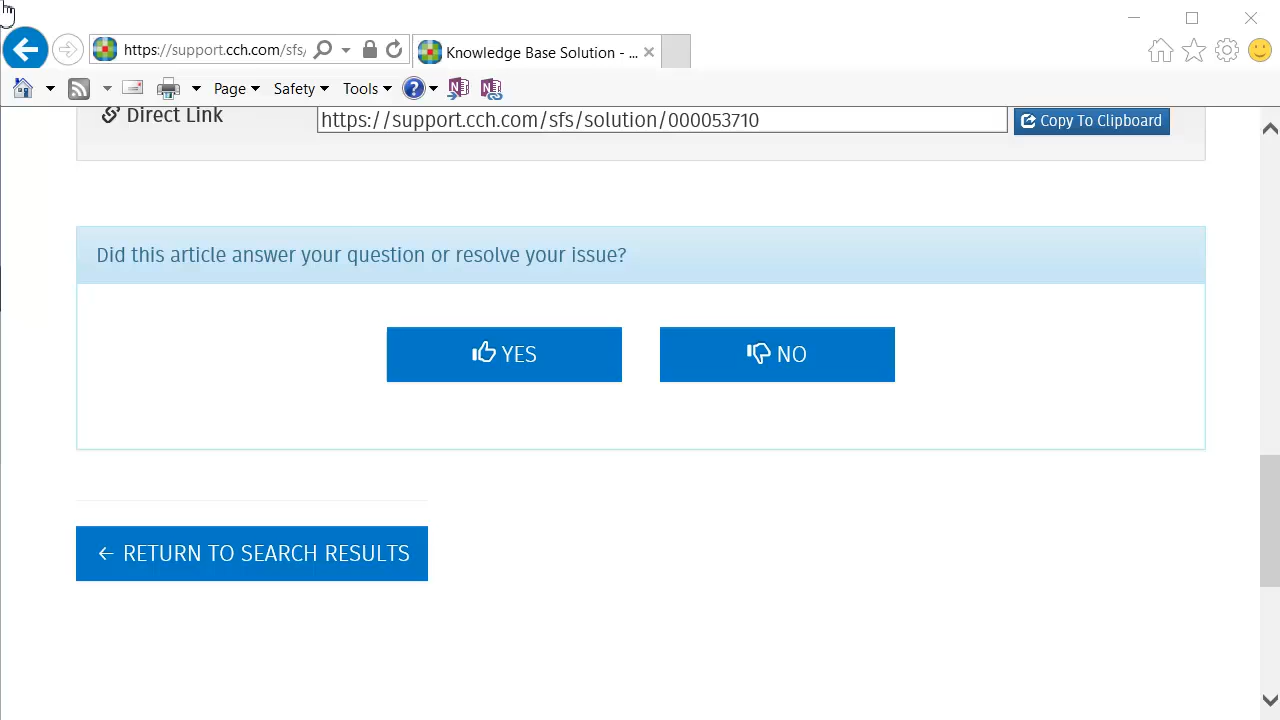 https://support.cch.com/sfs/
Knowledge Base Solution - ...
Page
Safety
Tools
Direct Link
https://support.cch.com/sfs/solution/000053710
Copy To Clipboard
Did this article answer your question or resolve your issue?
YES
NO
← RETURN TO SEARCH RESULTS